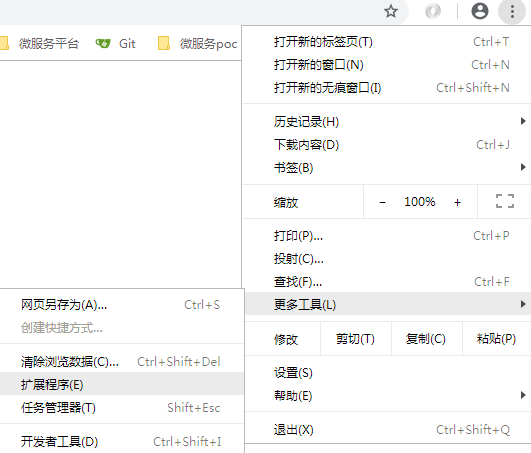 微服务平台 Git 微服务poc
打开新的标签页(T) Ctrl+T
打开新的窗口(N) Ctrl+N
打开新的无痕窗口(I) Ctrl+Shift+N
历史记录(H)
下载内容(D) Ctrl+J
书签(B)
缩放 - 100% +
打印(P)... Ctrl+P
投射(C)...
查找(F)... Ctrl+F
更多工具(L)
修改 剪切(T) 复制(C) 粘贴(P)
设置(S)
帮助(E)
退出(X) Ctrl+Shift+Q
网页另存为(A)... Ctrl+S
创建快捷方式...
清除浏览数据(C)... Ctrl+Shift+Del
扩展程序(E)
任务管理器(T) Shift+Esc
开发者工具(D) Ctrl+Shift+I